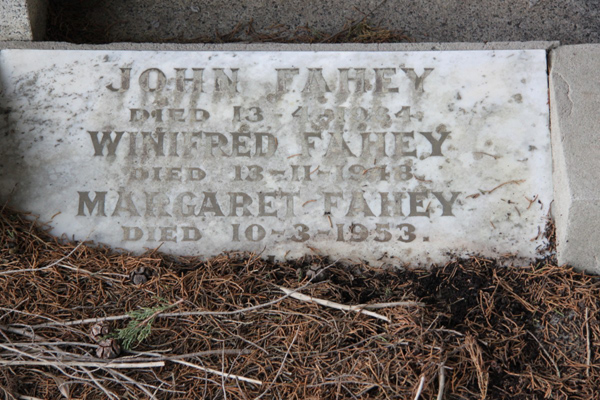 JOHN FAHEY
DIED 13-4-1934.
WINIFRED FAHEY
DIED 13-11-1948.
MARGARET FAHEY
DIED 10-3-1953.